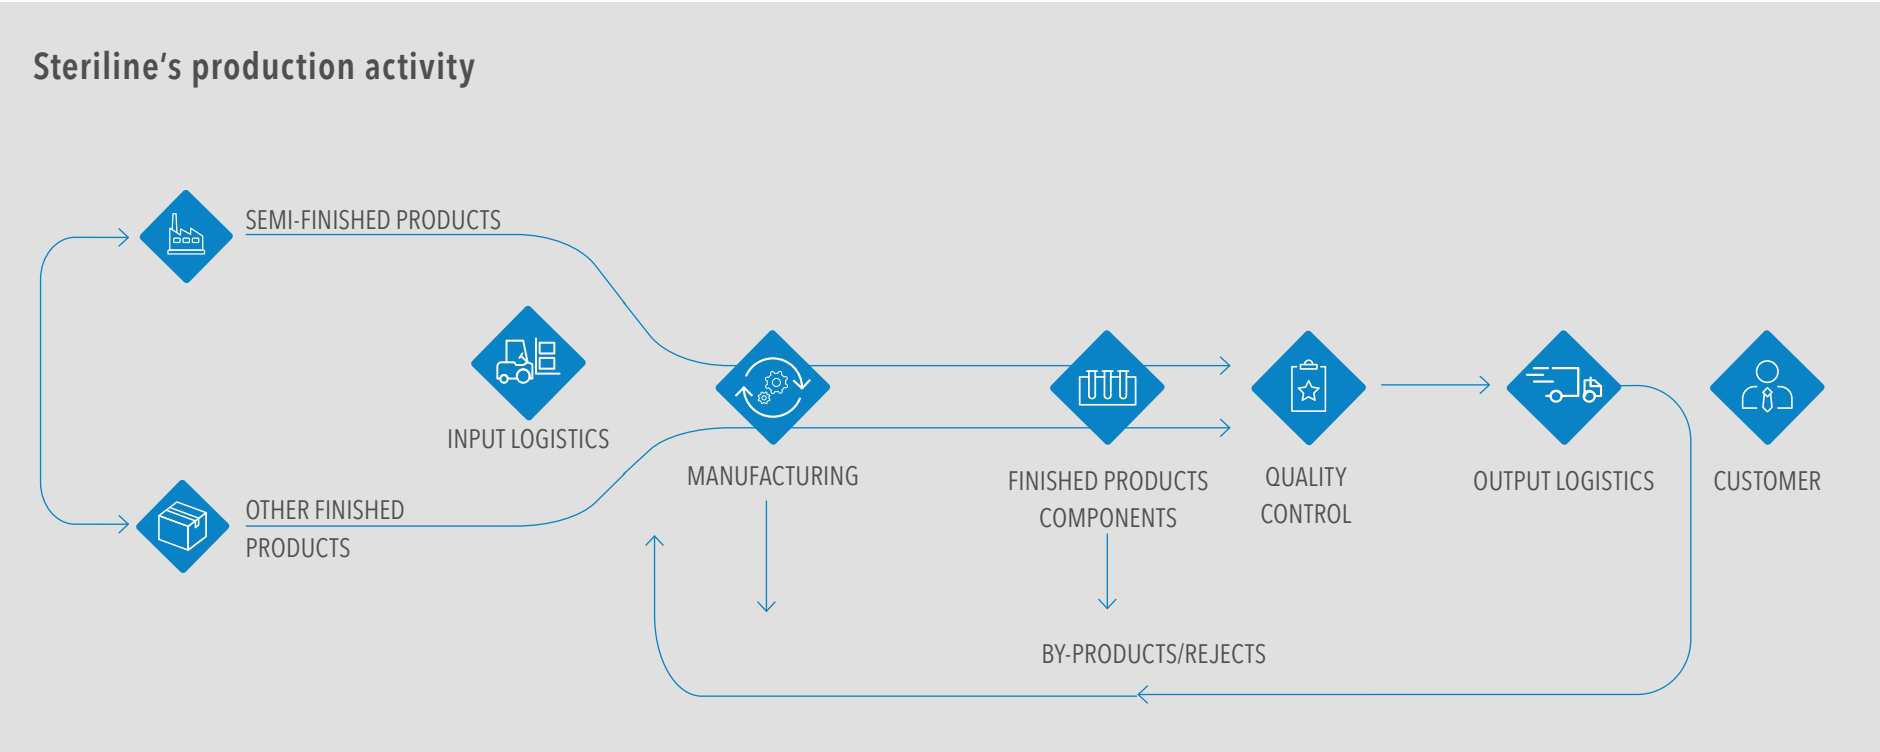 Steriline’s production activity
SEMI-FINISHED PRODUCTS
INPUT LOGISTICS
OTHER FINISHED
PRODUCTS
MANUFACTURING
FINISHED PRODUCTS
COMPONENTS
QUALITY
CONTROL
OUTPUT LOGISTICS
CUSTOMER
BY-PRODUCTS/REJECTS